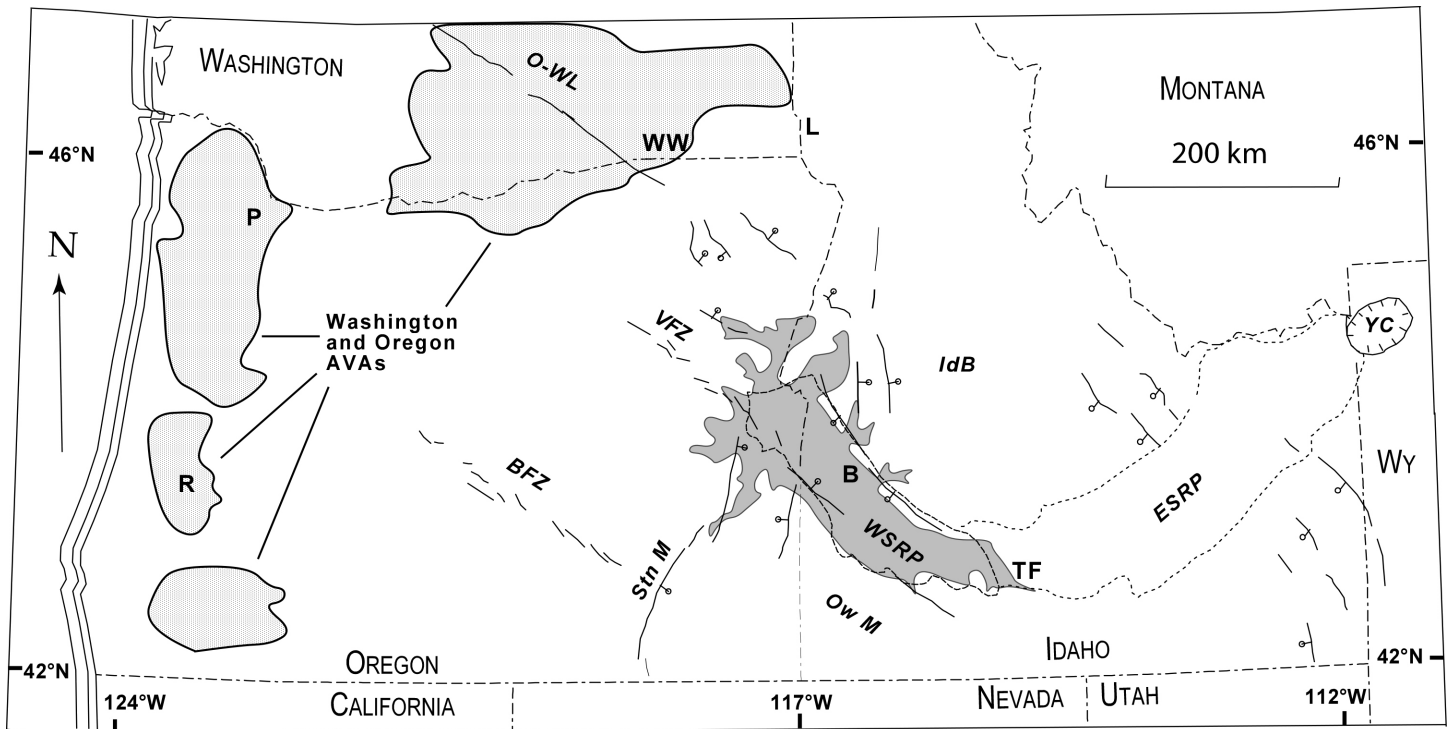 WASHINGTON
O-WL
MONTANA
WW
L
46°N
46°N
200 km
P
N
Washington
and Oregon
AVAs
VFZ
YC
IdB
BFZ
R
B
WY
ESRP
WSRP
Stn M
TF
Ow M
OREGON
IDAHO
42°N
42°N
124°W
CALIFORNIA
117°W
NEVADA
UTAH
112°W